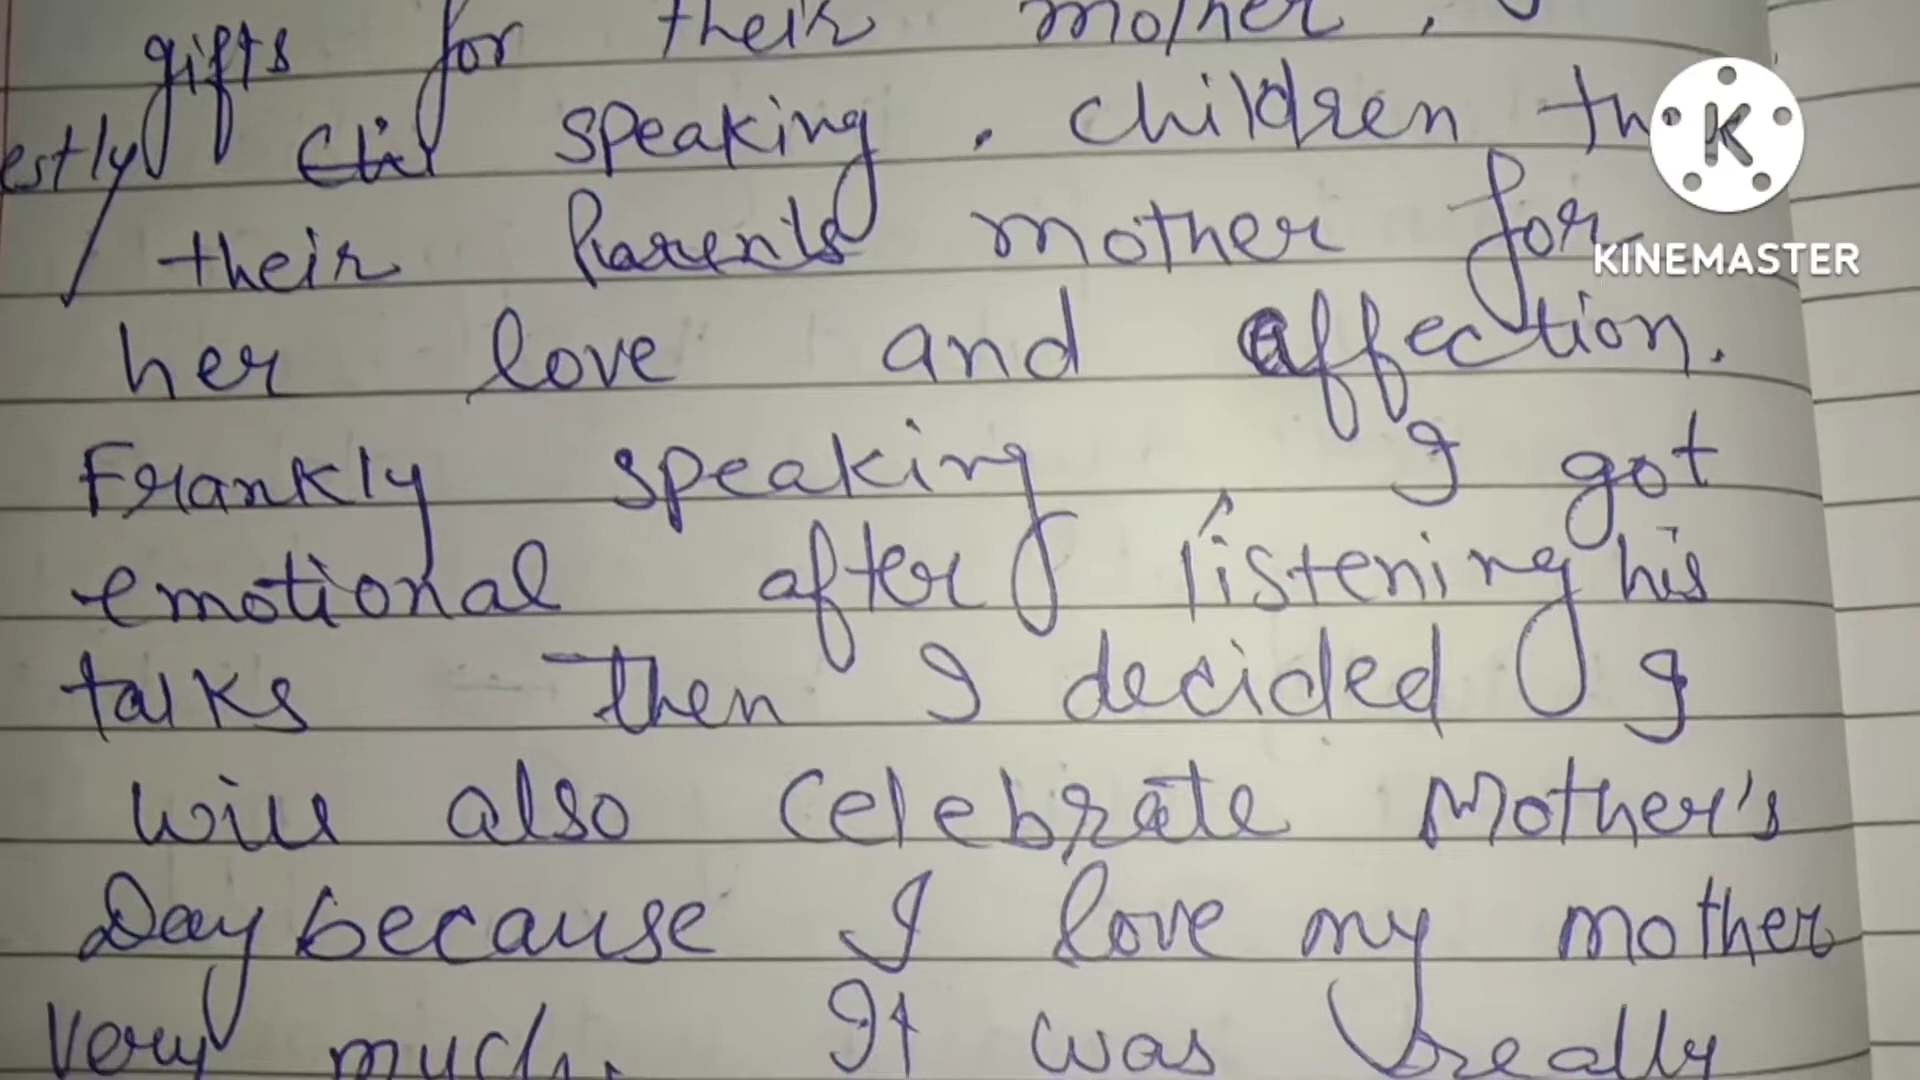 gifts for their mother.
estly speaking, children
their Parents mother for
her love and affection.
Frankly speaking I got
emotional after listening his
talks Then I decided I
will also celebrate Mother's
Day because I love my mother
very much. It was really
KINEMASTER